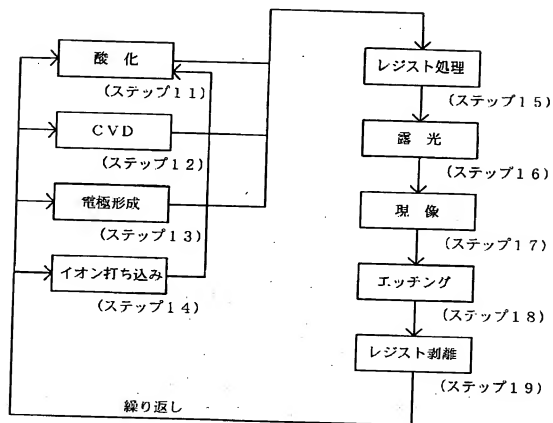 酸 化
(ステップ11)
CVD
(ステップ12)
電極形成
(ステップ13)
イオン打ち込み
(ステップ14)
レジスト処理
(ステップ15)
露 光
(ステップ16)
現 像
(ステップ17)
エッチング
(ステップ18)
レジスト剥離
(ステップ19)
繰り返し